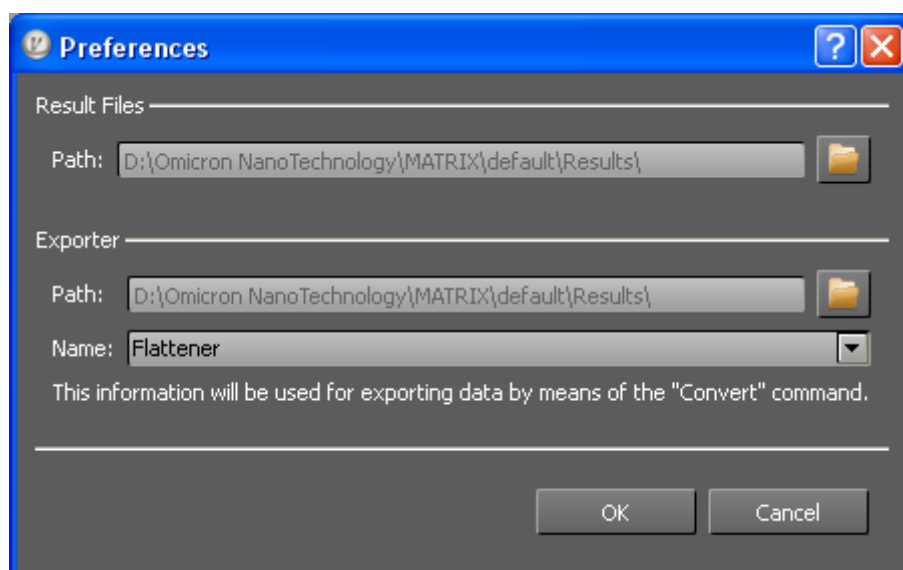 Preferences
Result Files
Path: D:\Omicron NanoTechnology\MATRIX\default\Results\
Exporter
Path: D:\Omicron NanoTechnology\MATRIX\default\Results\
Name: Flattener
This information will be used for exporting data by means of the "Convert" command.
OK Cancel